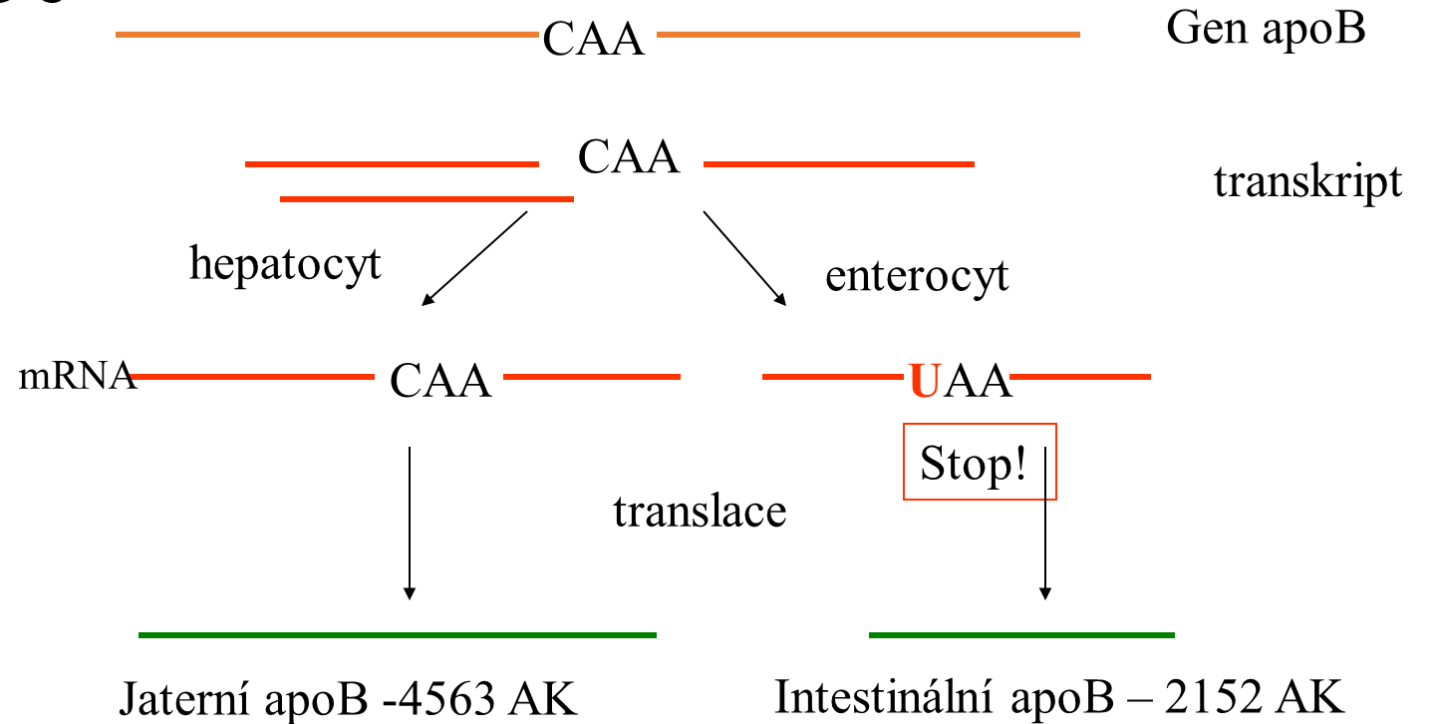 CAA
Gen apoB
CAA
transkript
hepatocyt
enterocyt
mRNA
CAA
UAA
Stop!
translace
Jaterní apoB -4563 AK
Intestinální apoB – 2152 AK